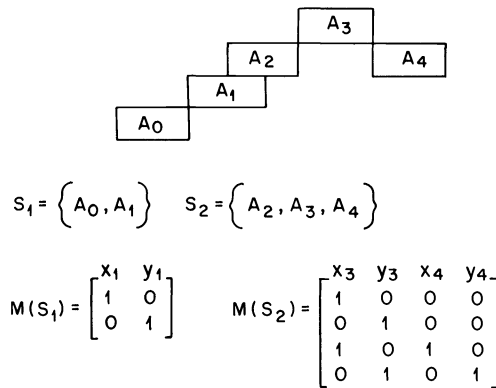 A3
A2
A4
A1
A0
S1 = {A0, A1} S2 = {A2, A3, A4}
x1 y1 x3 y3 x4 y4
M(S1) = [1 0
0 1]
M(S2) = [1 0 0 0
0 1 0 0
1 0 1 0
0 1 0 1]